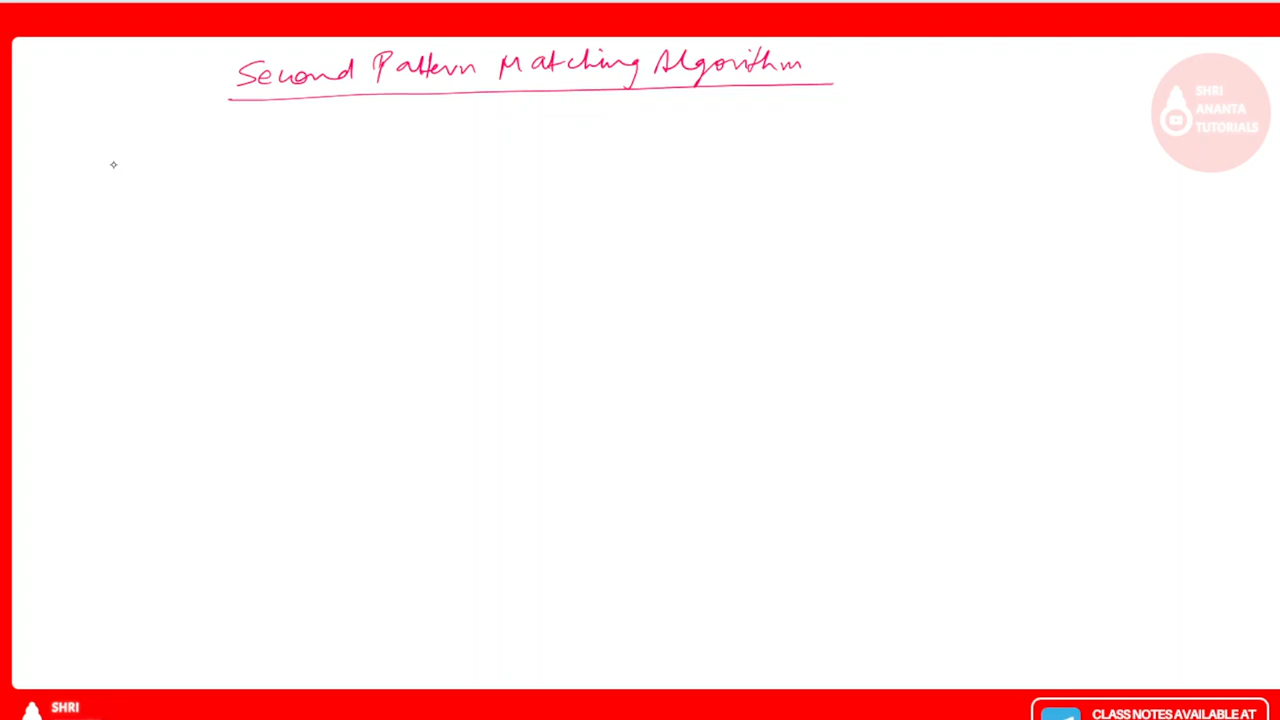 Second Pattern Matching Algorithm
SHRI
ANANTA
TUTORIALS
SHRI
CLASS NOTES AVAILABLE AT